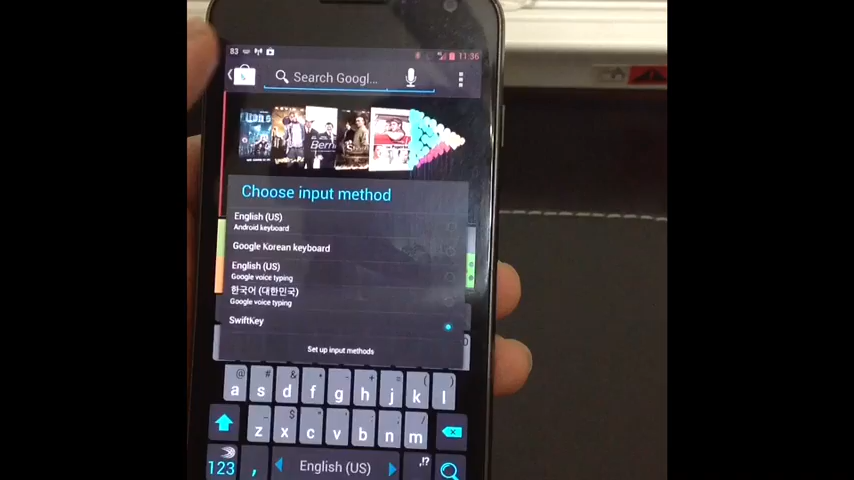 83
11:36
Search Googl...
Bern
Choose input method
English (US)
Android keyboard
Google Korean keyboard
English (US)
Google voice typing
한국어 (대한민국)
Google voice typing
SwiftKey
Set up input methods
@ # & * - + = ( )
a s d f g h j k l
z x c v b n m
123 , English (US) ,!?